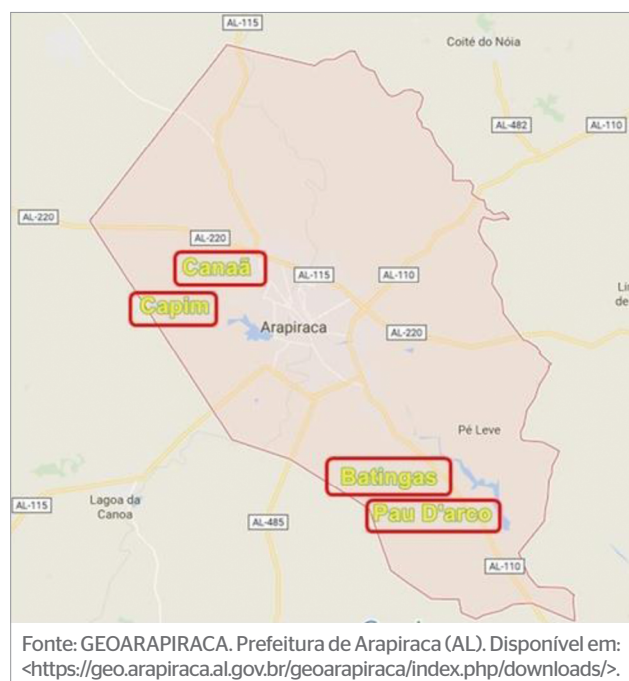 AL-115
Coité do Nóia
AL-482
AL-110
AL-220
AL-220
Canaã
AL-115
AL-110
Capim
Arapiraca
AL-220
Pé Leve
Batingas
Lagoa da
Canoa
AL-115
Pau D'arco
AL-485
AL-110
Fonte: GEOARAPIRACA. Prefeitura de Arapiraca (AL). Disponível em:
<https://geo.arapiraca.al.gov.br/geoarapiraca/index.php/downloads/>.